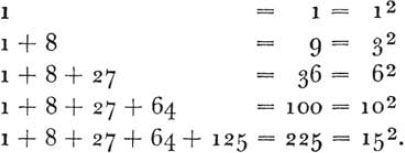 1 = 1 = 1²
1 + 8 = 9 = 3²
1 + 8 + 27 = 36 = 6²
1 + 8 + 27 + 64 = 100 = 10²
1 + 8 + 27 + 64 + 125 = 225 = 15².